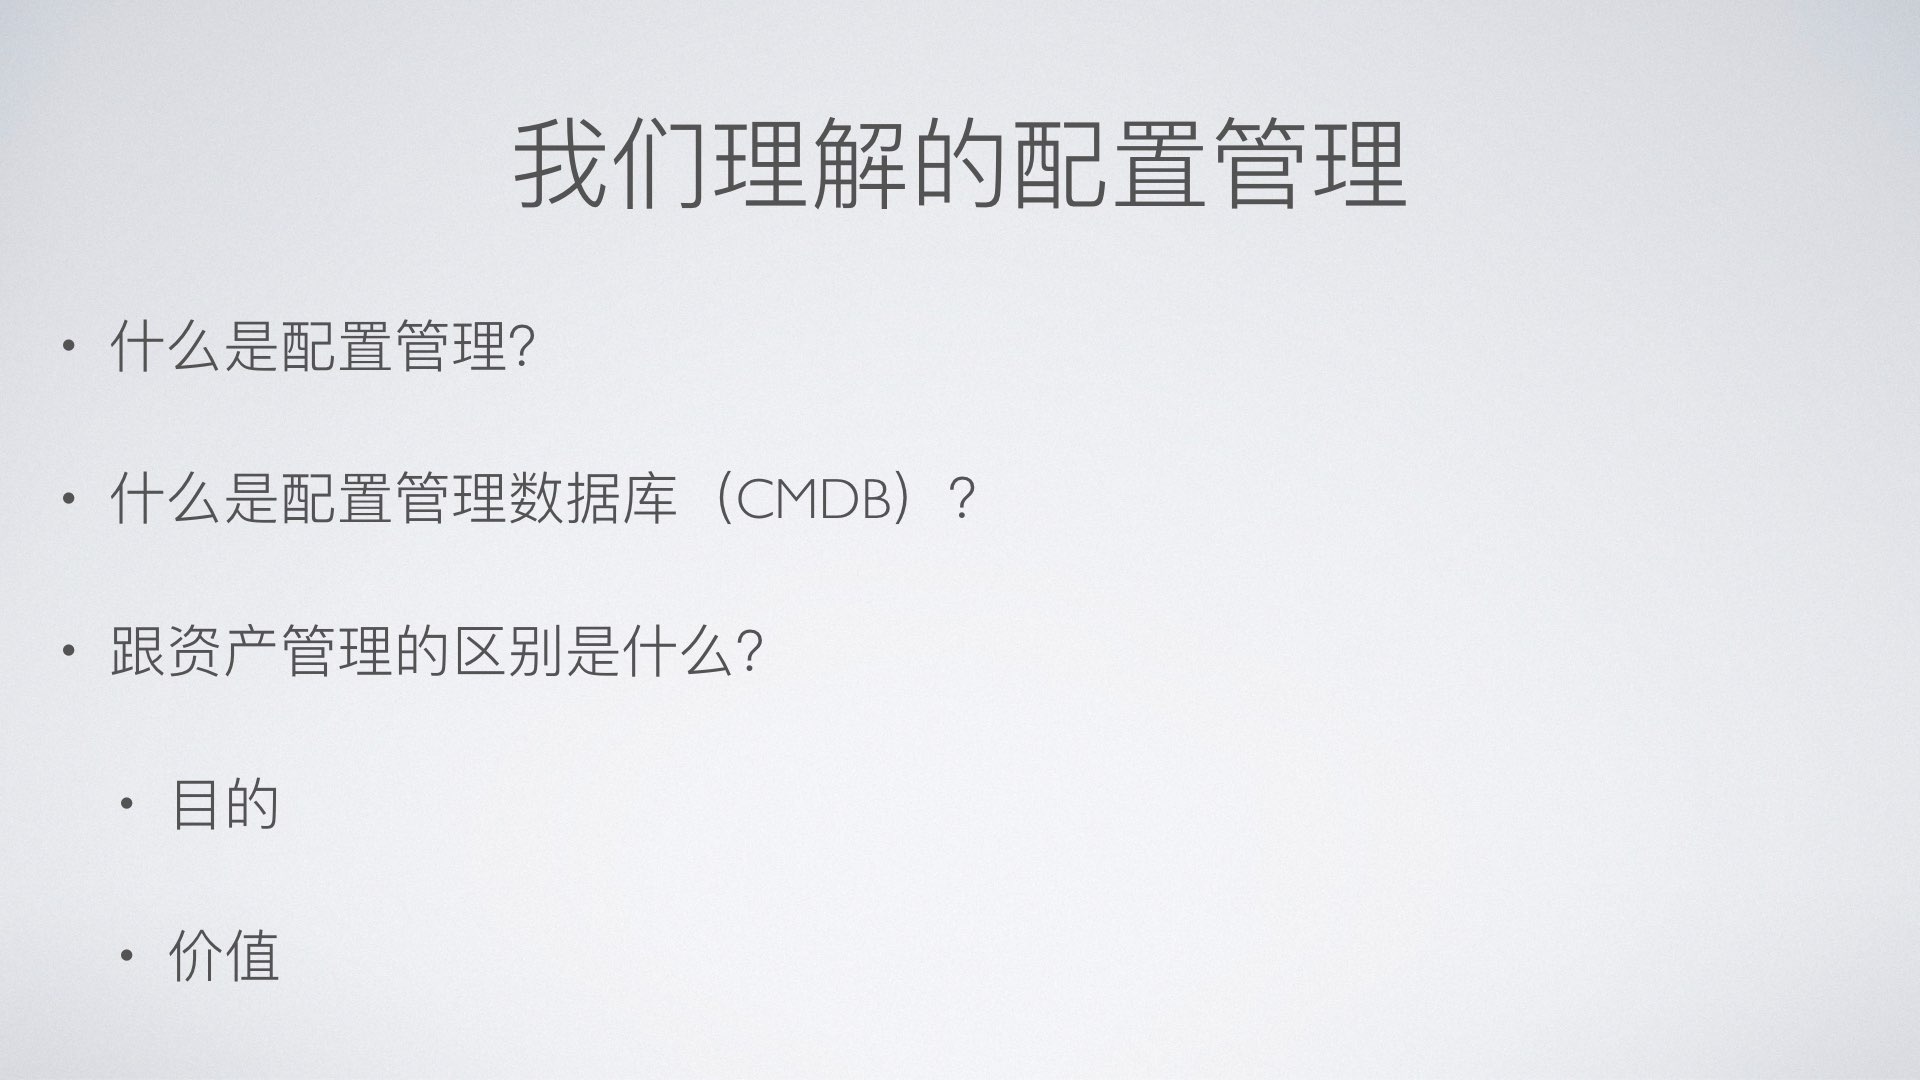 我们理解的配置管理
• 什么是配置管理?
• 什么是配置管理数据库（CMDB）?
• 跟资产管理的区别是什么?
• 目的
• 价值